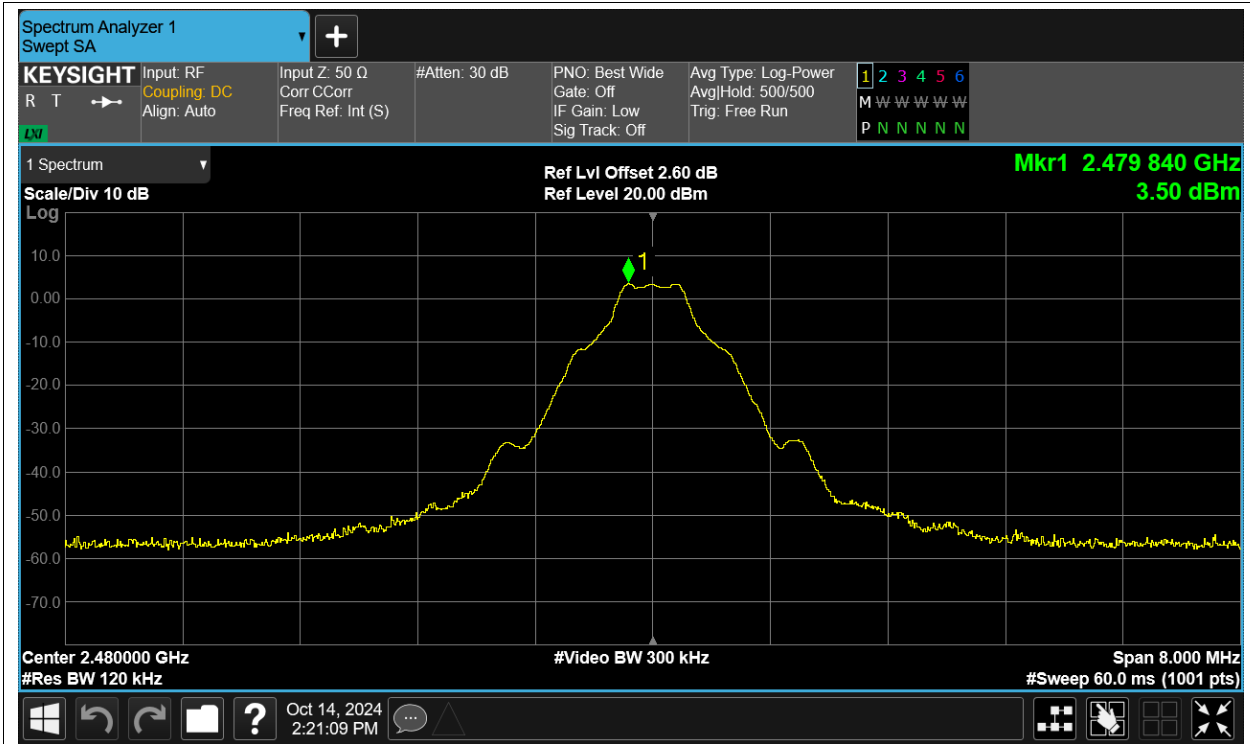 Spectrum Analyzer 1
Swept SA
KEYSIGHT
R T
LXI
Input: RF
Coupling: DC
Align: Auto
Input Z: 50 Ω
Corr CCorr
Freq Ref: Int (S)
#Atten: 30 dB
PNO: Best Wide
Gate: Off
IF Gain: Low
Sig Track: Off
Avg Type: Log-Power
Avg|Hold: 500/500
Trig: Free Run
1 2 3 4 5 6
M W W W W W
P N N N N N
1 Spectrum
Scale/Div 10 dB
Ref Lvl Offset 2.60 dB
Ref Level 20.00 dBm
Mkr1 2.479 840 GHz
3.50 dBm
Log
10.0
0.00
-10.0
-20.0
-30.0
-40.0
-50.0
-60.0
-70.0
1
Center 2.480000 GHz
#Res BW 120 kHz
#Video BW 300 kHz
Span 8.000 MHz
#Sweep 60.0 ms (1001 pts)
?
Oct 14, 2024
2:21:09 PM